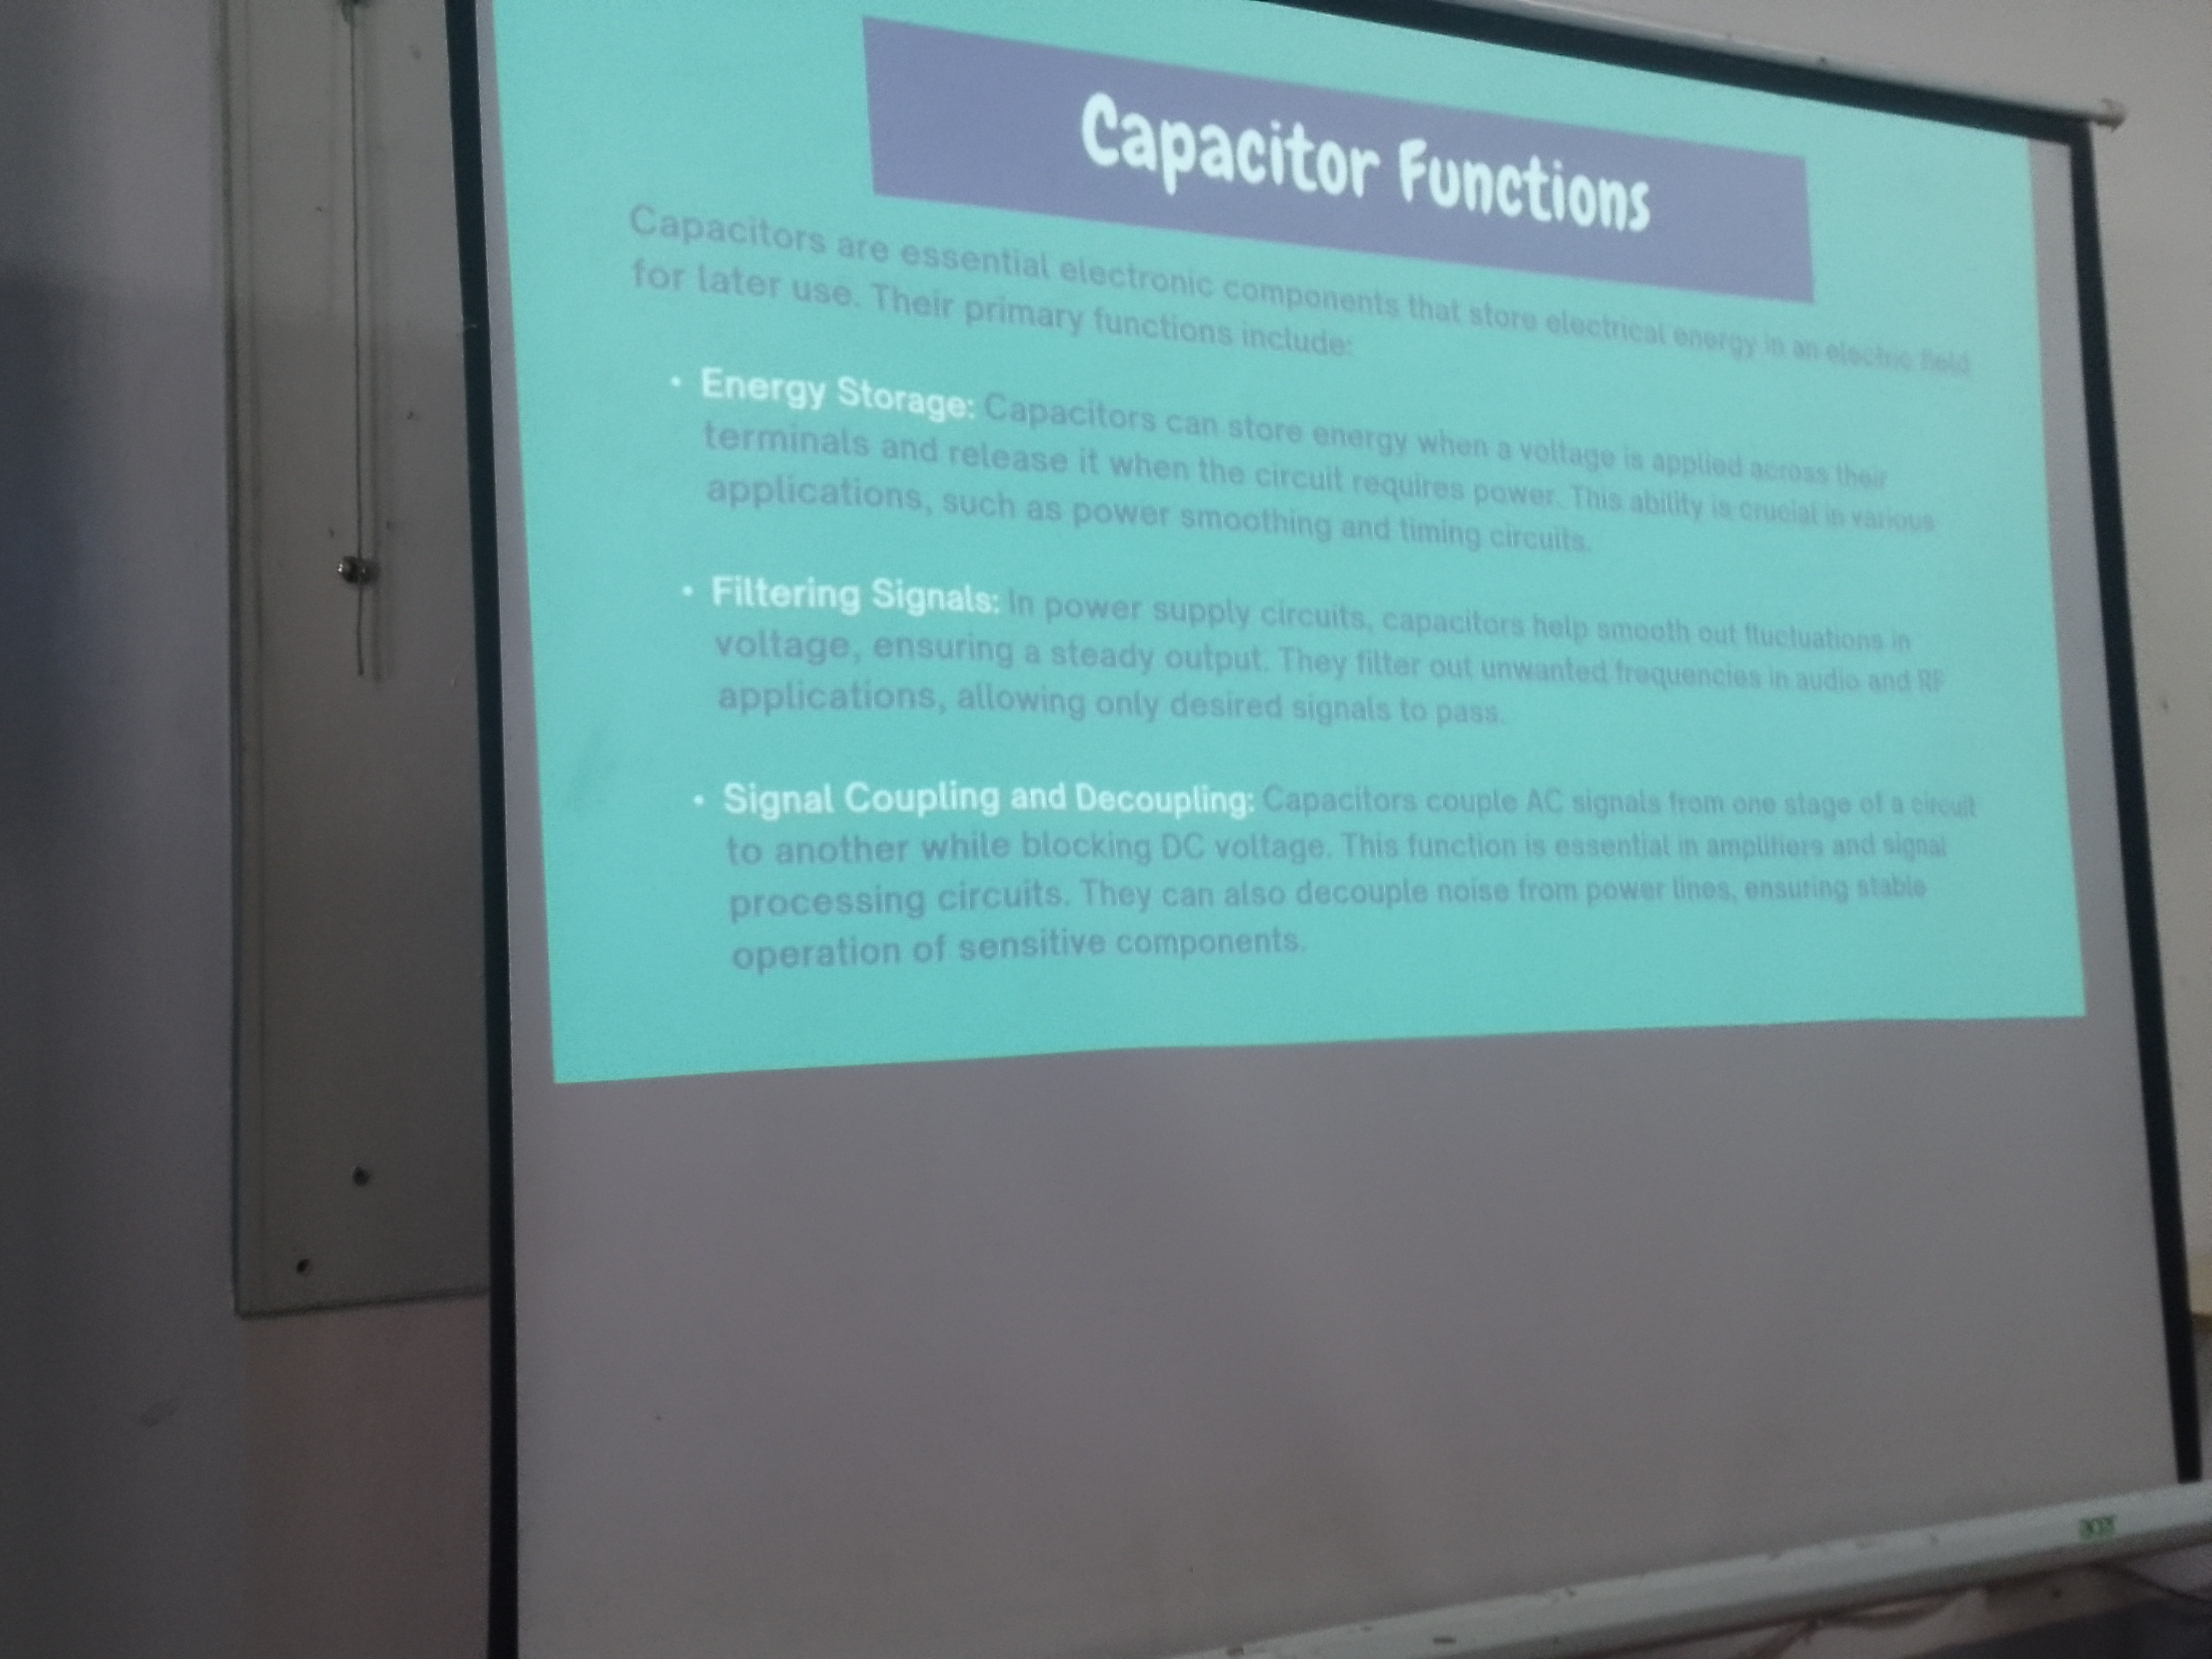 Capacitor Functions
Capacitors are essential electronic components that store electrical energy in an electric field
for later use. Their primary functions include:
• Energy Storage: Capacitors can store energy when a voltage is applied across their
terminals and release it when the circuit requires power. This ability is crucial in various
applications, such as power smoothing and timing circuits.
• Filtering Signals: In power supply circuits, capacitors help smooth out fluctuations in
voltage, ensuring a steady output. They filter out unwanted frequencies in audio and RF
applications, allowing only desired signals to pass.
• Signal Coupling and Decoupling: Capacitors couple AC signals from one stage of a circuit
to another while blocking DC voltage. This function is essential in amplifiers and signal
processing circuits. They can also decouple noise from power lines, ensuring stable
operation of sensitive components.
acer